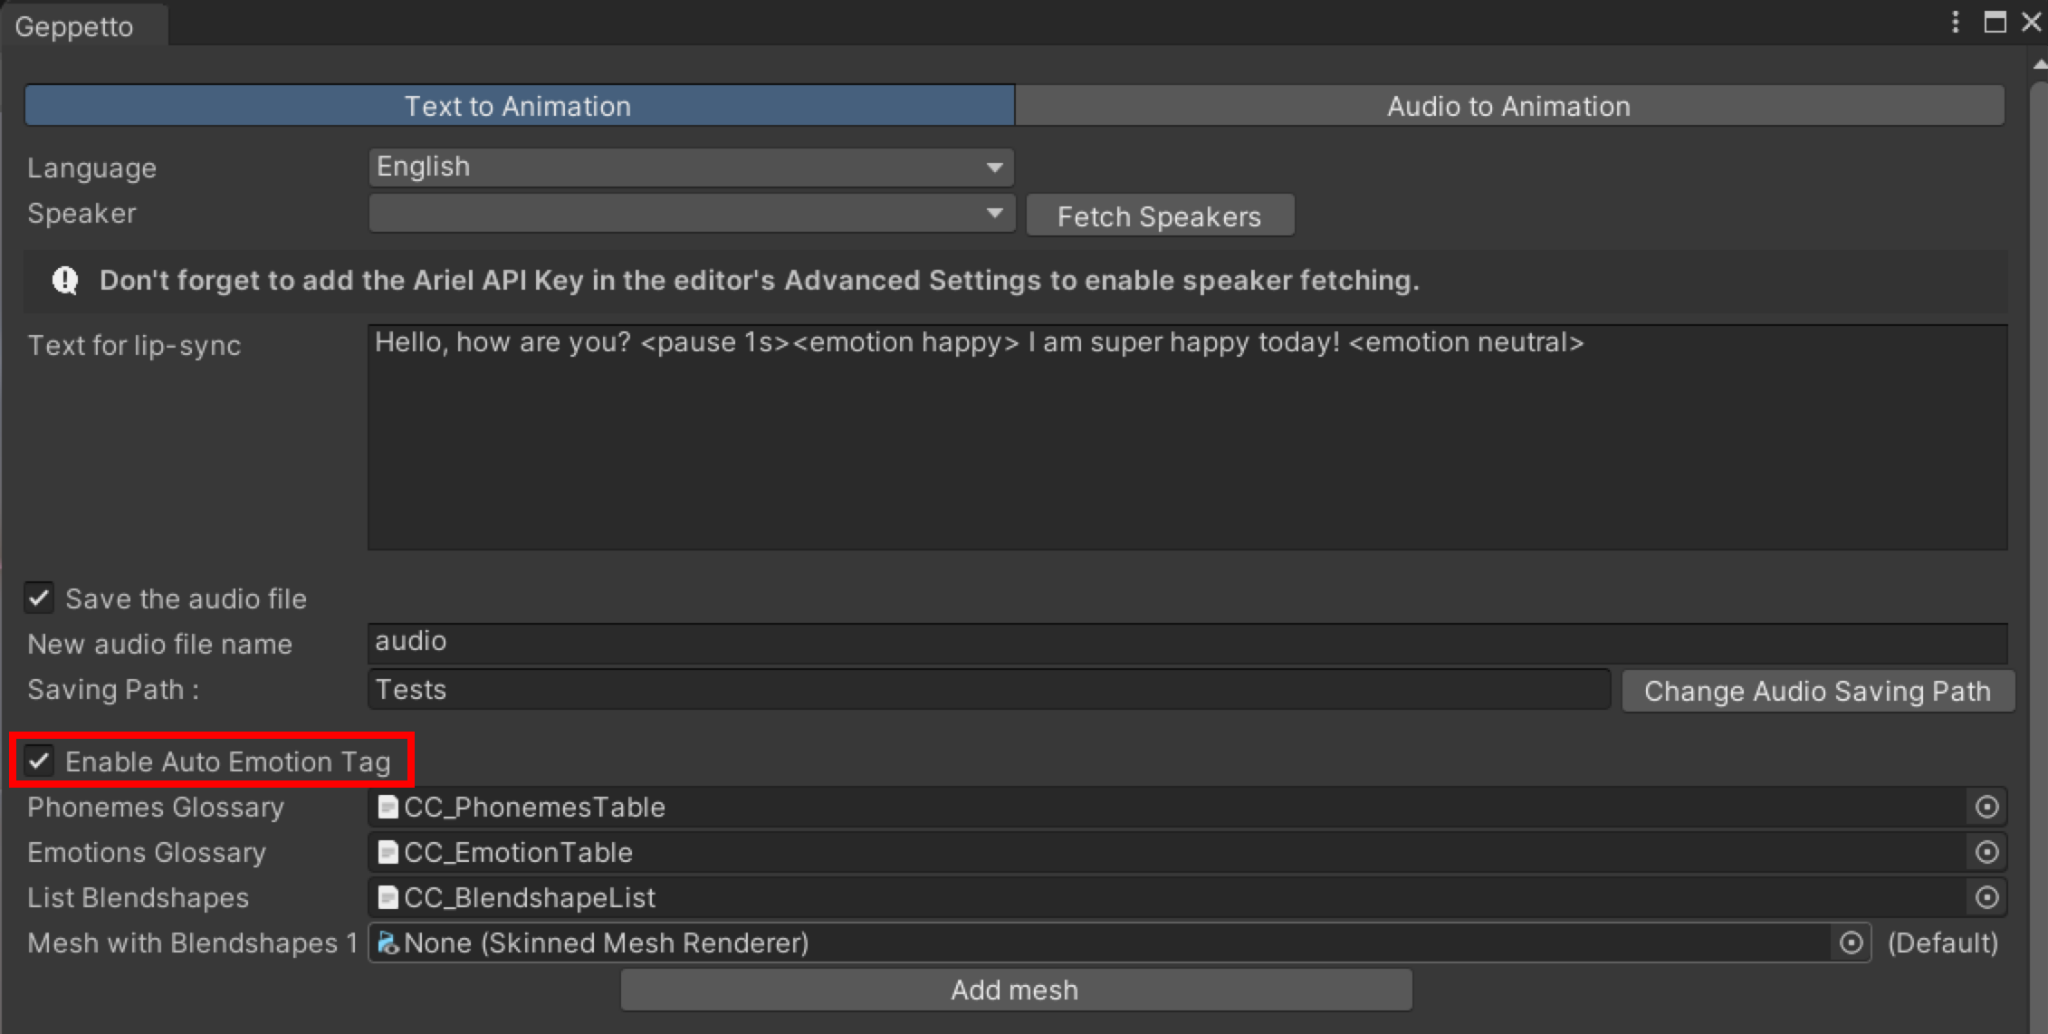 Geppetto
Text to Animation
Audio to Animation
Language
English
Speaker
Fetch Speakers
Don't forget to add the Ariel API Key in the editor's Advanced Settings to enable speaker fetching.
Text for lip-sync
Hello, how are you? <pause 1s><emotion happy> I am super happy today! <emotion neutral>
Save the audio file
New audio file name
audio
Saving Path :
Tests
Change Audio Saving Path
Enable Auto Emotion Tag
Phonemes Glossary
CC_PhonemesTable
Emotions Glossary
CC_EmotionTable
List Blendshapes
CC_BlendshapeList
Mesh with Blendshapes 1
None (Skinned Mesh Renderer)
(Default)
Add mesh